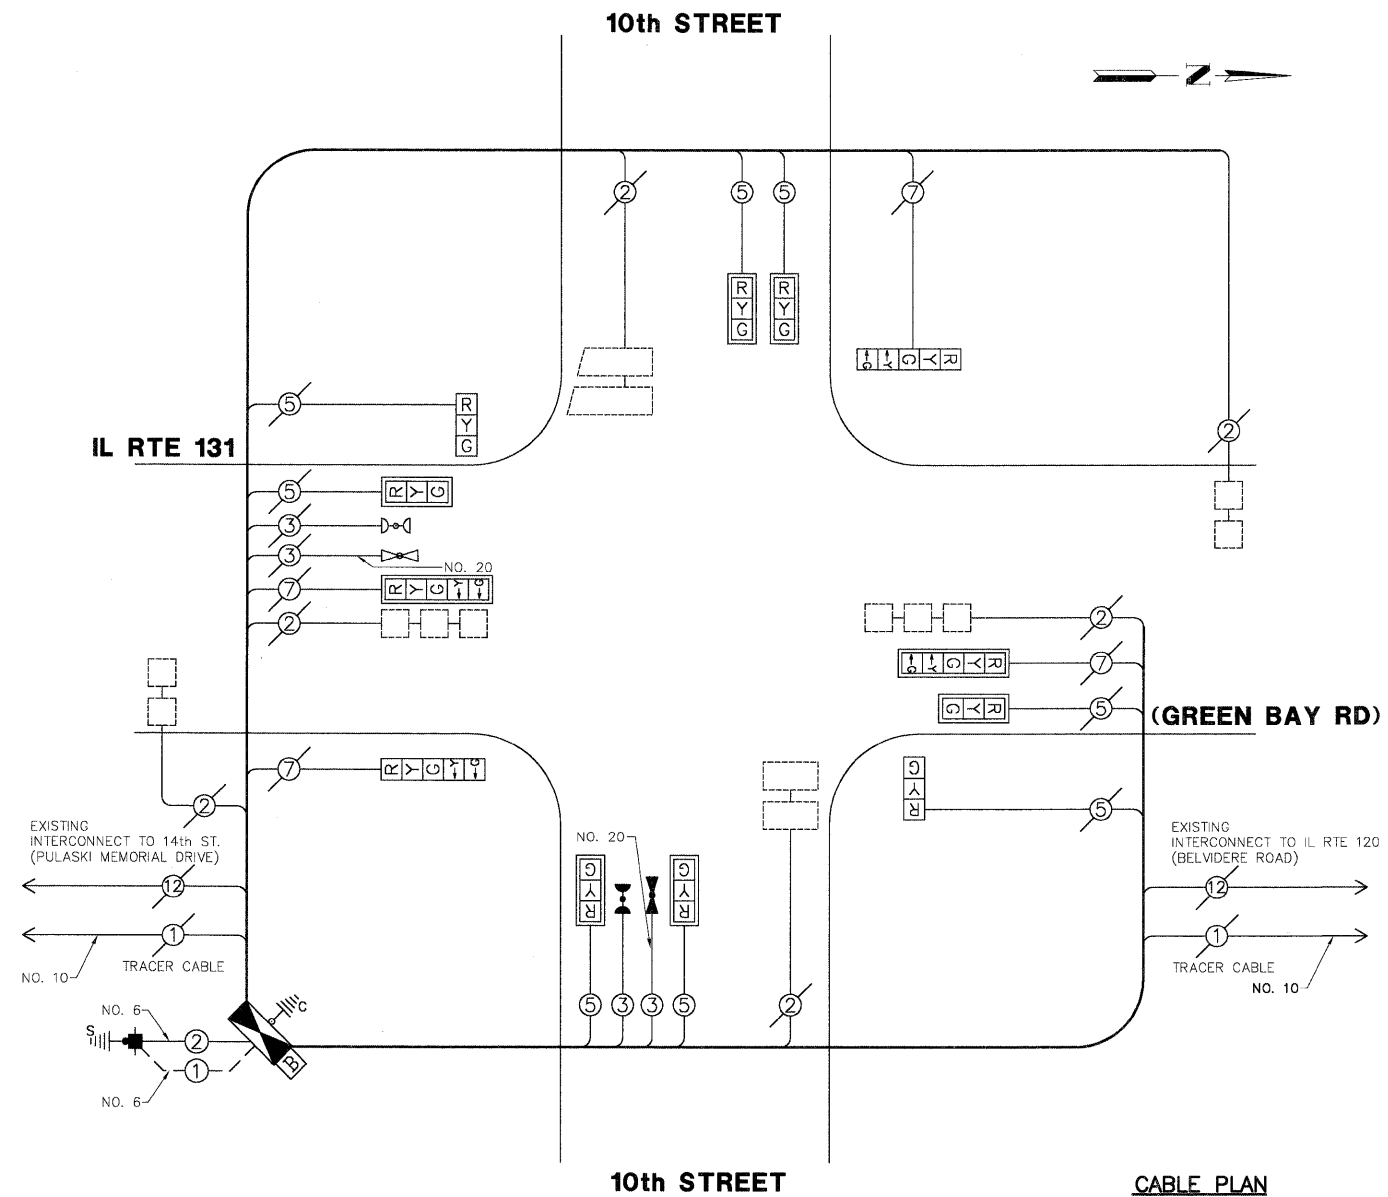 10th STREET
N
2
5
5
7
R
Y
G
R
Y
G
G
Y
G
Y
R
5
R
Y
G
2
IL RTE 131
5
R Y G
3
3
NO. 20
7
R Y G Y G
2
2
G Y G Y R
7
G Y R
5
(GREEN BAY RD)
7
R Y G Y G
G
Y
R
5
2
EXISTING
INTERCONNECT TO 14th ST.
(PULASKI MEMORIAL DRIVE)
NO. 20
EXISTING
INTERCONNECT TO IL RTE 120
(BELVIDERE ROAD)
G
Y
R
G
Y
R
12
12
1
TRACER CABLE
NO. 10
1
TRACER CABLE
NO. 10
5
3
3
5
2
C
NO. 6
S
2
B
1
NO. 6
10th STREET
CABLE PLAN